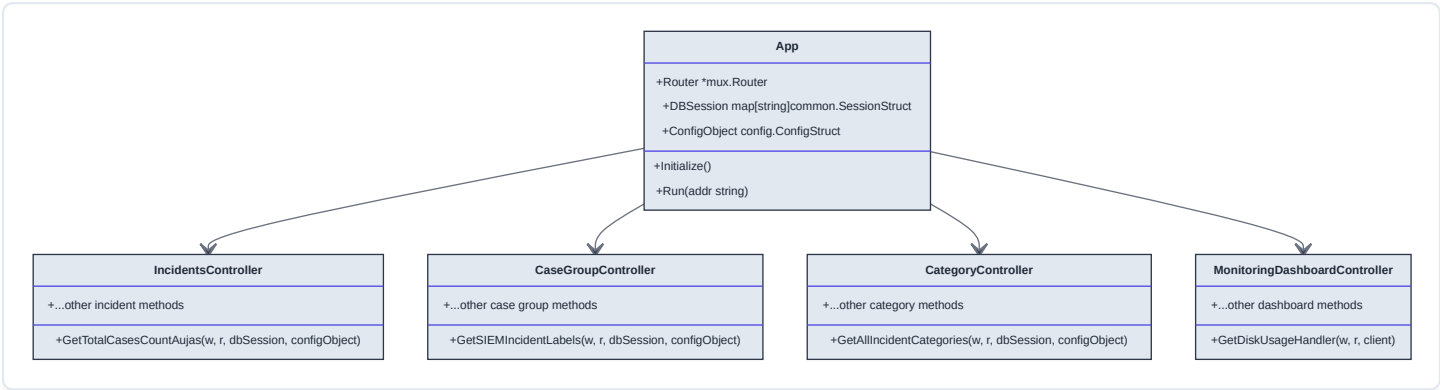 App
+Router *mux.Router
+DBSession map[string]common.SessionStruct
+ConfigObject config.ConfigStruct
+Initialize()
+Run(addr string)
IncidentsController
+...other incident methods
+GetTotalCasesCountAujas(w, r, dbSession, configObject)
CaseGroupController
+...other case group methods
+GetSIEMIncidentLabels(w, r, dbSession, configObject)
CategoryController
+...other category methods
+GetAllIncidentCategories(w, r, dbSession, configObject)
MonitoringDashboardController
+...other dashboard methods
+GetDiskUsageHandler(w, r, client)